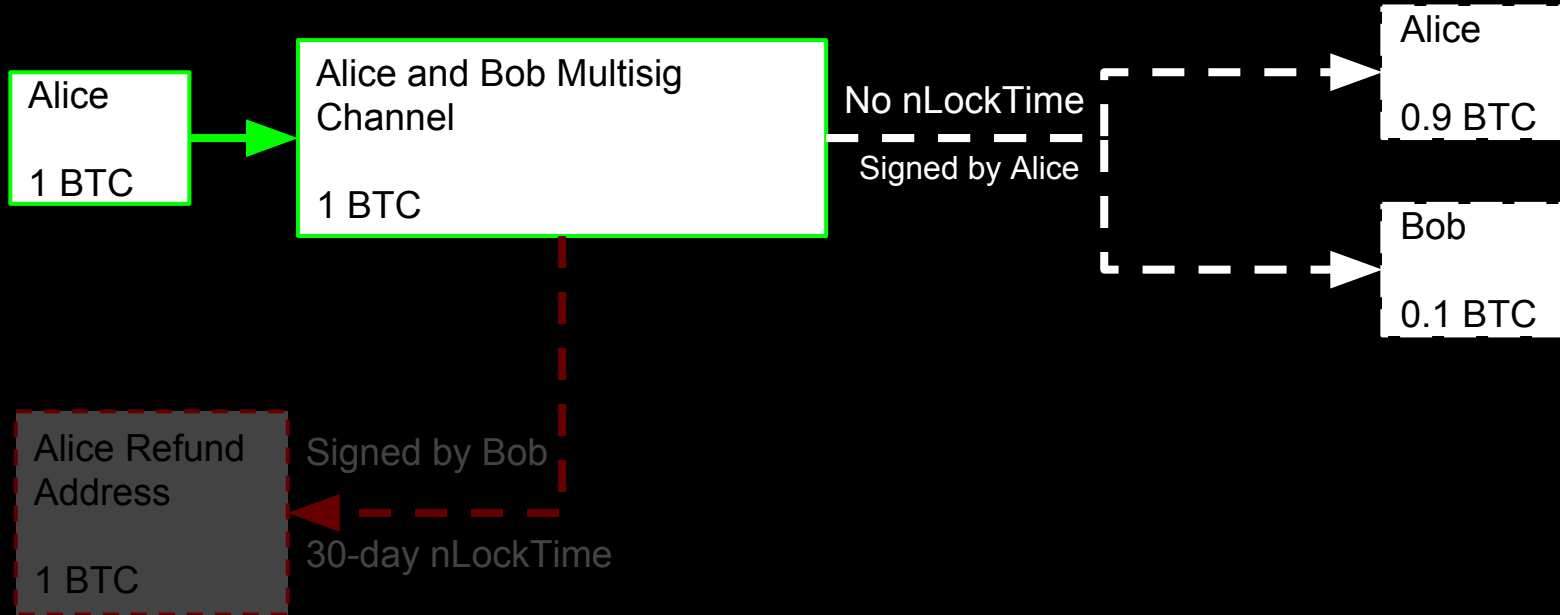 Alice
1 BTC
Alice and Bob Multisig
Channel
1 BTC
No nLockTime
Signed by Alice
Alice
0.9 BTC
Bob
0.1 BTC
Alice Refund
Address
1 BTC
Signed by Bob
30-day nLockTime